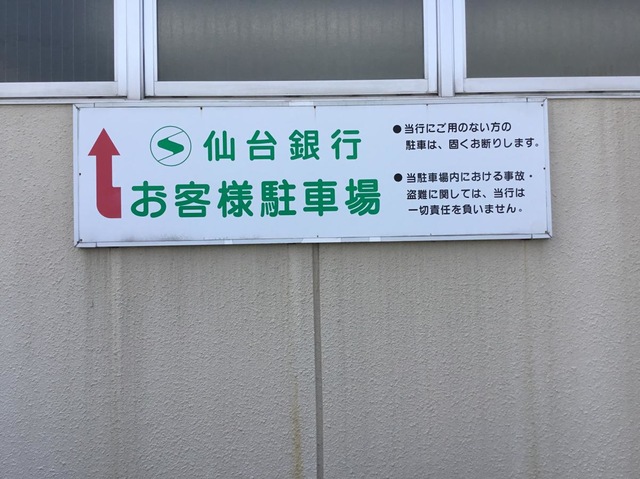 仙台銀行
お客様駐車場
●当行にご用のない方の
駐車は、固くお断りします。
●当駐車場内における事故・
盗難に関しては、当行は
一切責任を負いません。